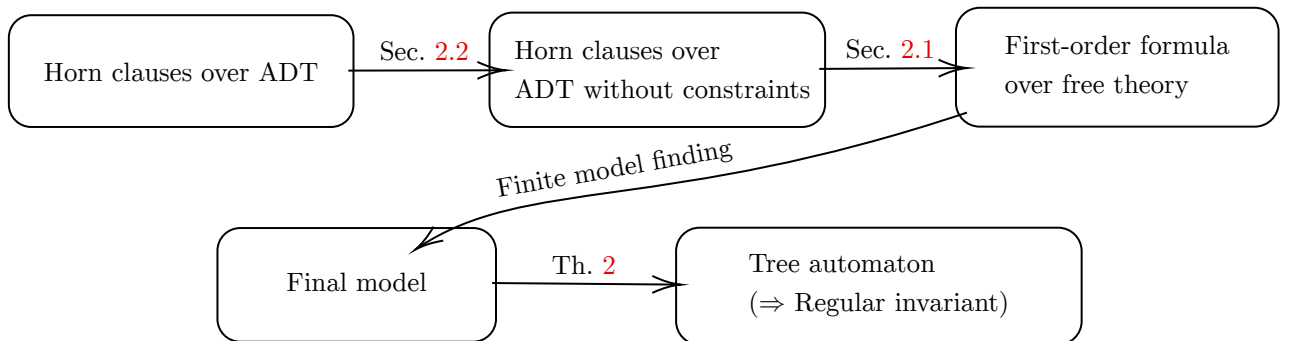 Horn clauses over ADT
Sec. 2.2
Horn clauses over
ADT without constraints
Sec. 2.1
First-order formula
over free theory
Finite model finding
Final model
Th. 2
Tree automaton
(⇒ Regular invariant)